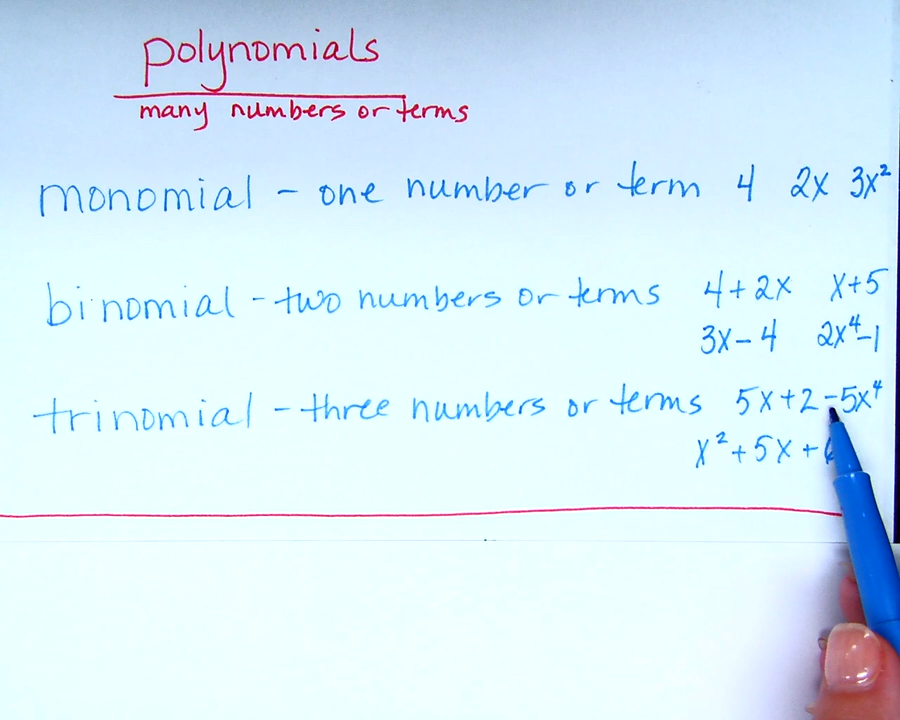 polynomials
many numbers or terms
monomial - one number or term 4 2x 3x²
binomial - two numbers or terms 4+2x x+5
3x-4 2x⁴-1
trinomial - three numbers or terms 5x+2-5x⁴
x²+5x+